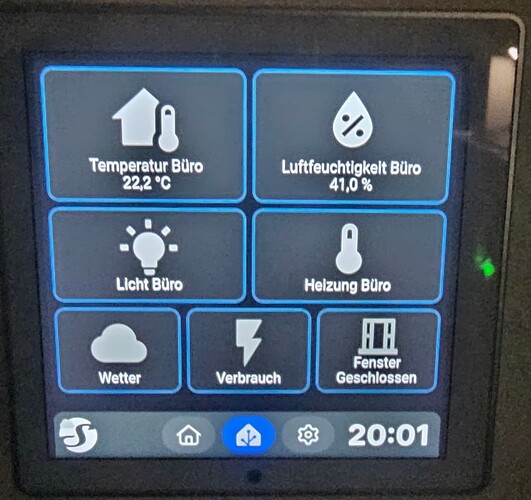 Temperatur Büro
22,2 °C
Luftfeuchtigkeit Büro
41,0 %
Licht Büro
Heizung Büro
Wetter
Verbrauch
Fenster
Geschlossen
20:01